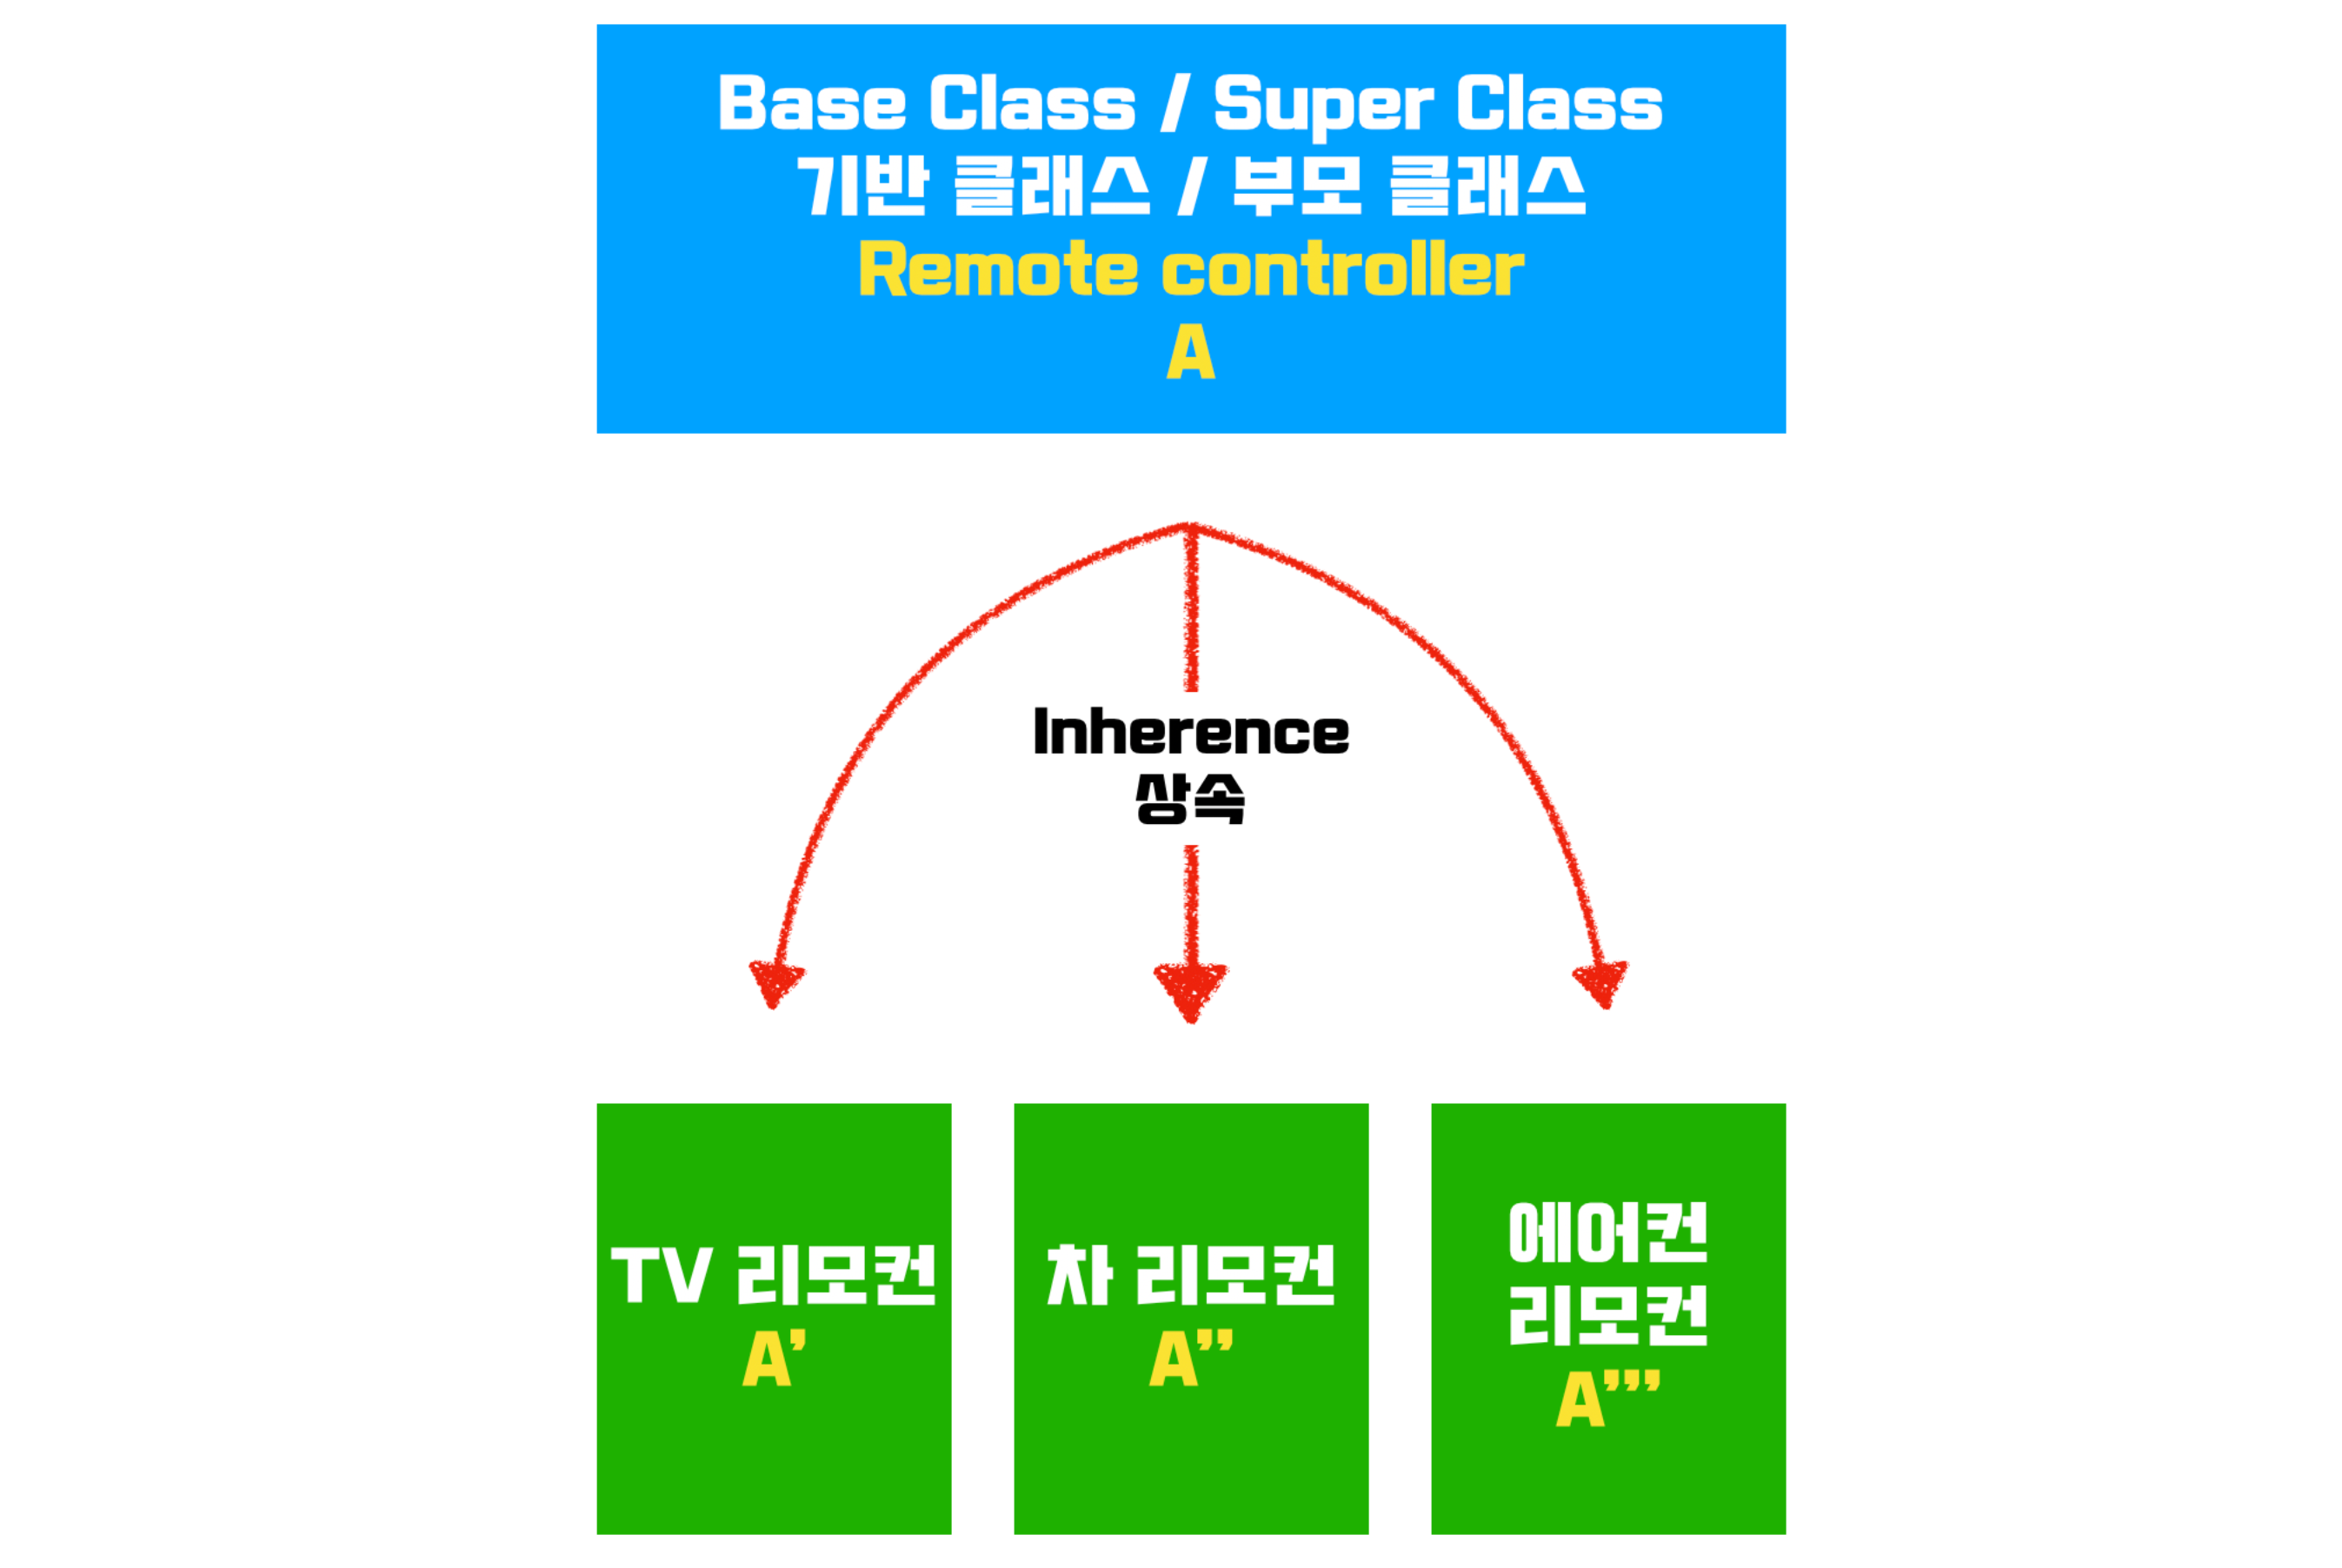 Base Class / Super Class
기반 클래스 / 부모 클래스
Remote controller
A
Inherence
상속
TV 리모컨
A’
차 리모컨
A’’
에어컨
리모컨
A’’’